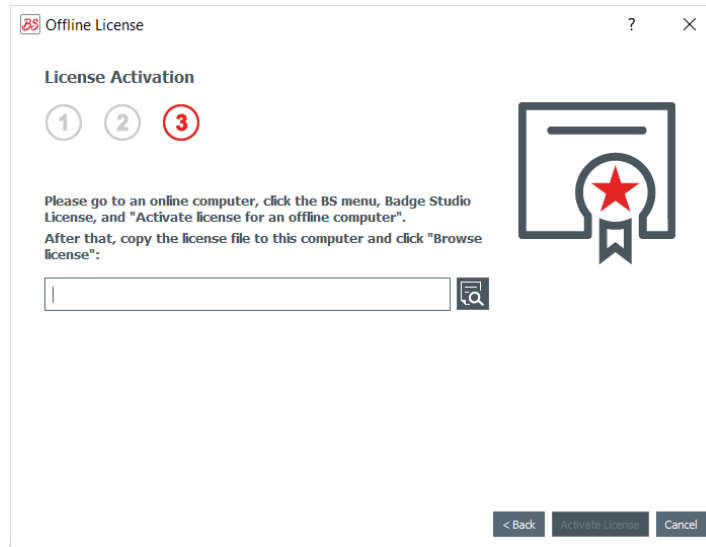 BS Offline License ? ×
License Activation
1 2 3
Please go to an online computer, click the BS menu, Badge Studio
License, and "Activate license for an offline computer".
After that, copy the license file to this computer and click "Browse
license":
< Back Activate License Cancel